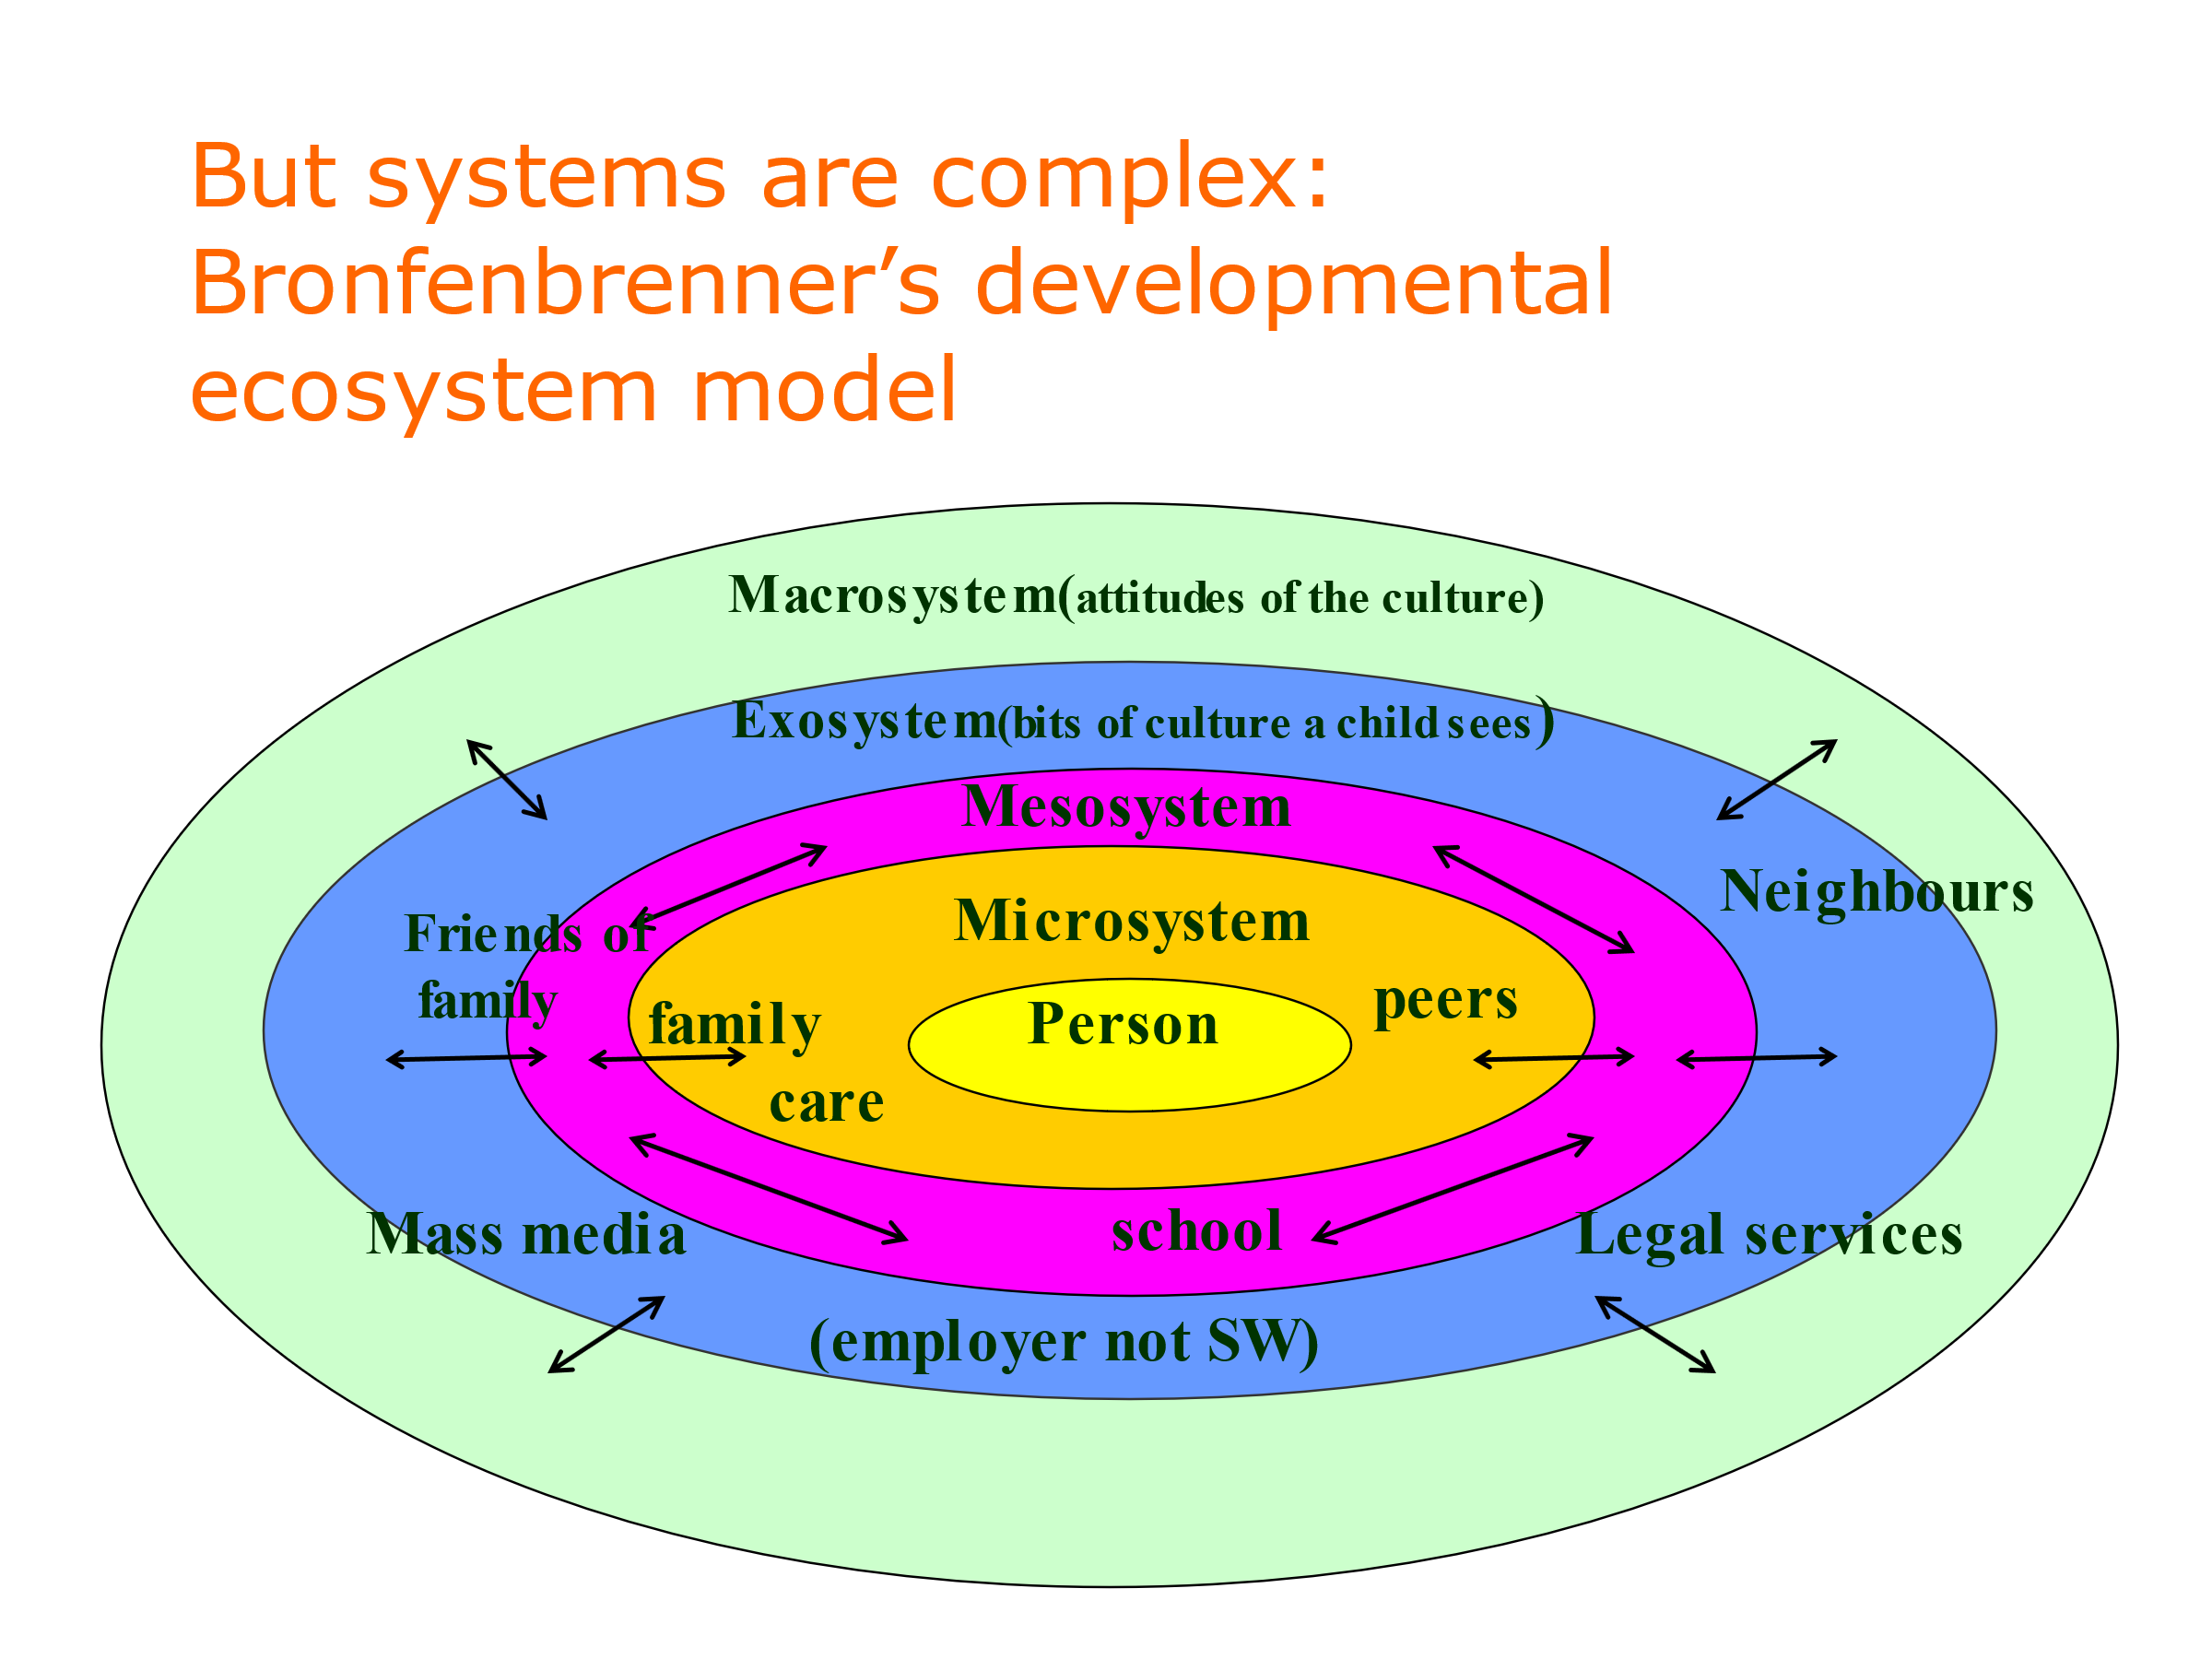 But systems are complex:
Bronfenbrenner’s developmental
ecosystem model
Macrosystem(attitudes of the culture)
Exosystem(bits of culture a child sees)
Mesosystem
Neighbours
Microsystem
Friends of
family
peers
family
Person
care
Mass media
school
Legal services
(employer not SW)